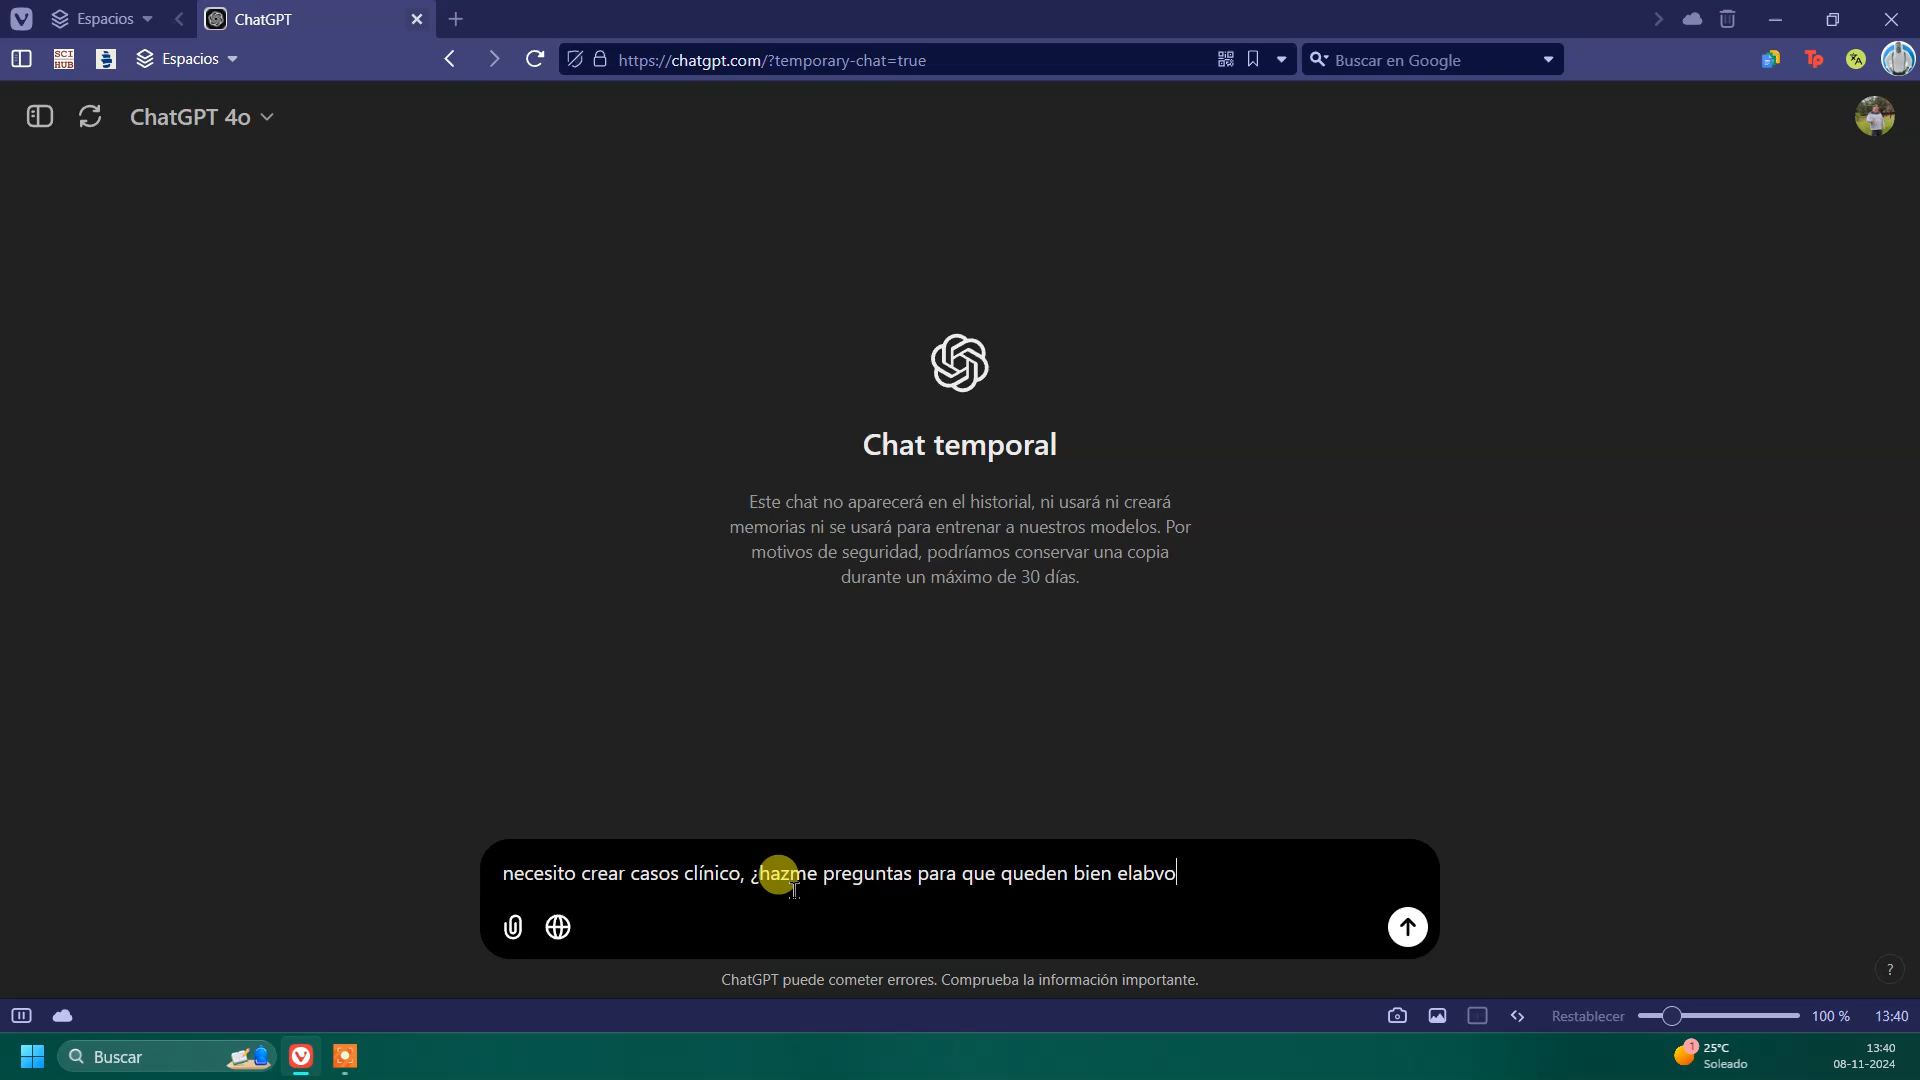 Espacios
ChatGPT
SCI
HUB
Espacios
https://chatgpt.com/?temporary-chat=true
Buscar en Google
Tp
ChatGPT 4o
Chat temporal
Este chat no aparecerá en el historial, ni usará ni creará
memorias ni se usará para entrenar a nuestros modelos. Por
motivos de seguridad, podríamos conservar una copia
durante un máximo de 30 días.
necesito crear casos clínico, ¿hazme preguntas para que queden bien elabvo
ChatGPT puede cometer errores. Comprueba la información importante.
?
Restablecer
100 %
13:40
Buscar
1
25°C
Soleado
13:40
08-11-2024